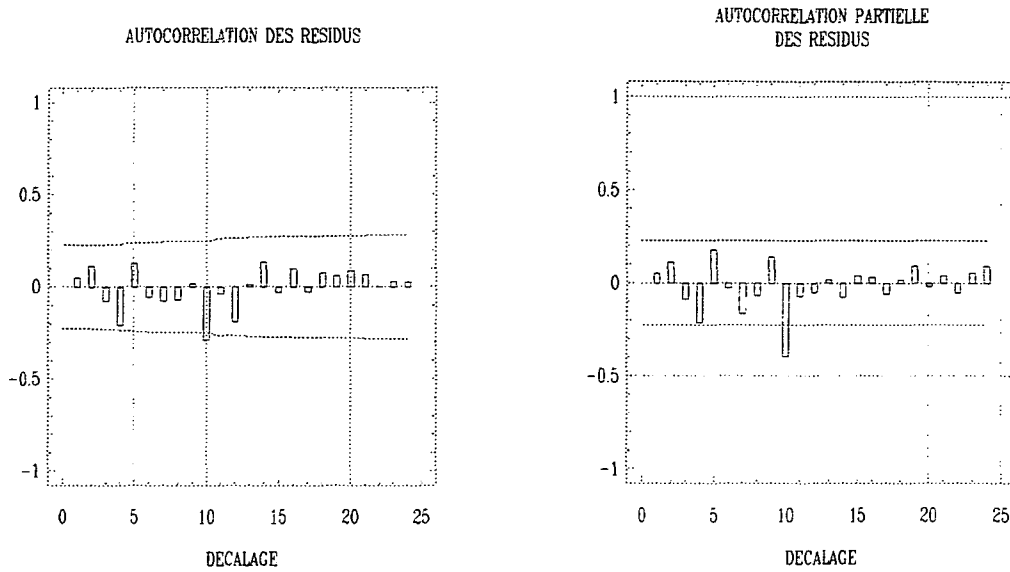 AUTOCORRELATION DES RESIDUS
1
0.5
0
-0.5
-1
0 5 10 15 20 25
DECALAGE
AUTOCORRELATION PARTIELLE
DES RESIDUS
1
0.5
0
-0.5
-1
0 5 10 15 20 25
DECALAGE